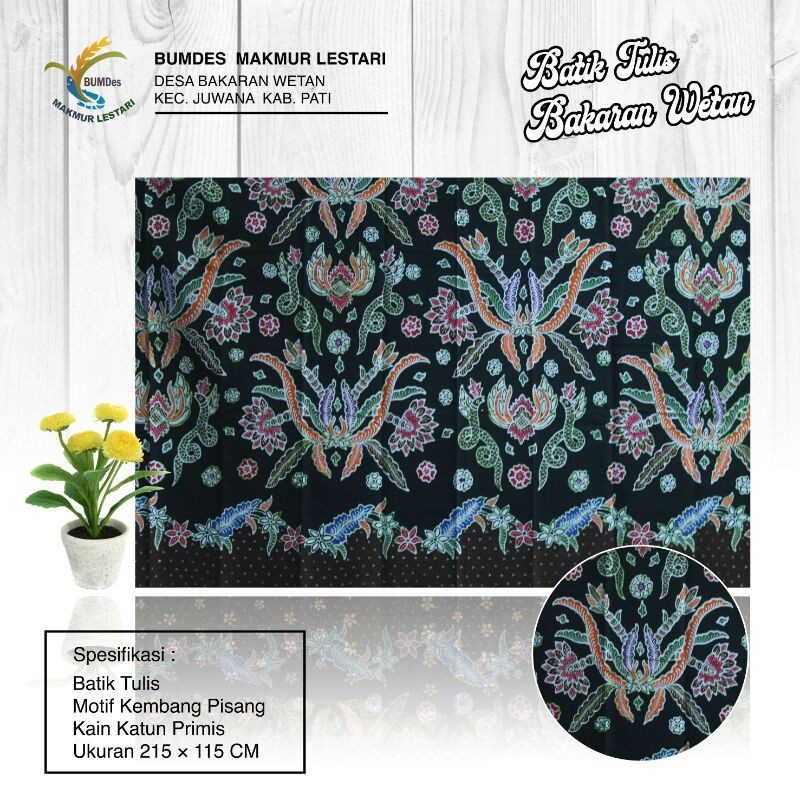 BUMDes
MAKMUR LESTARI
BUMDES MAKMUR LESTARI
DESA BAKARAN WETAN
KEC. JUWANA KAB. PATI
Batik Tulis
Bakaran Wetan
Spesifikasi :
Batik Tulis
Motif Kembang Pisang
Kain Katun Primis
Ukuran 215 × 115 CM